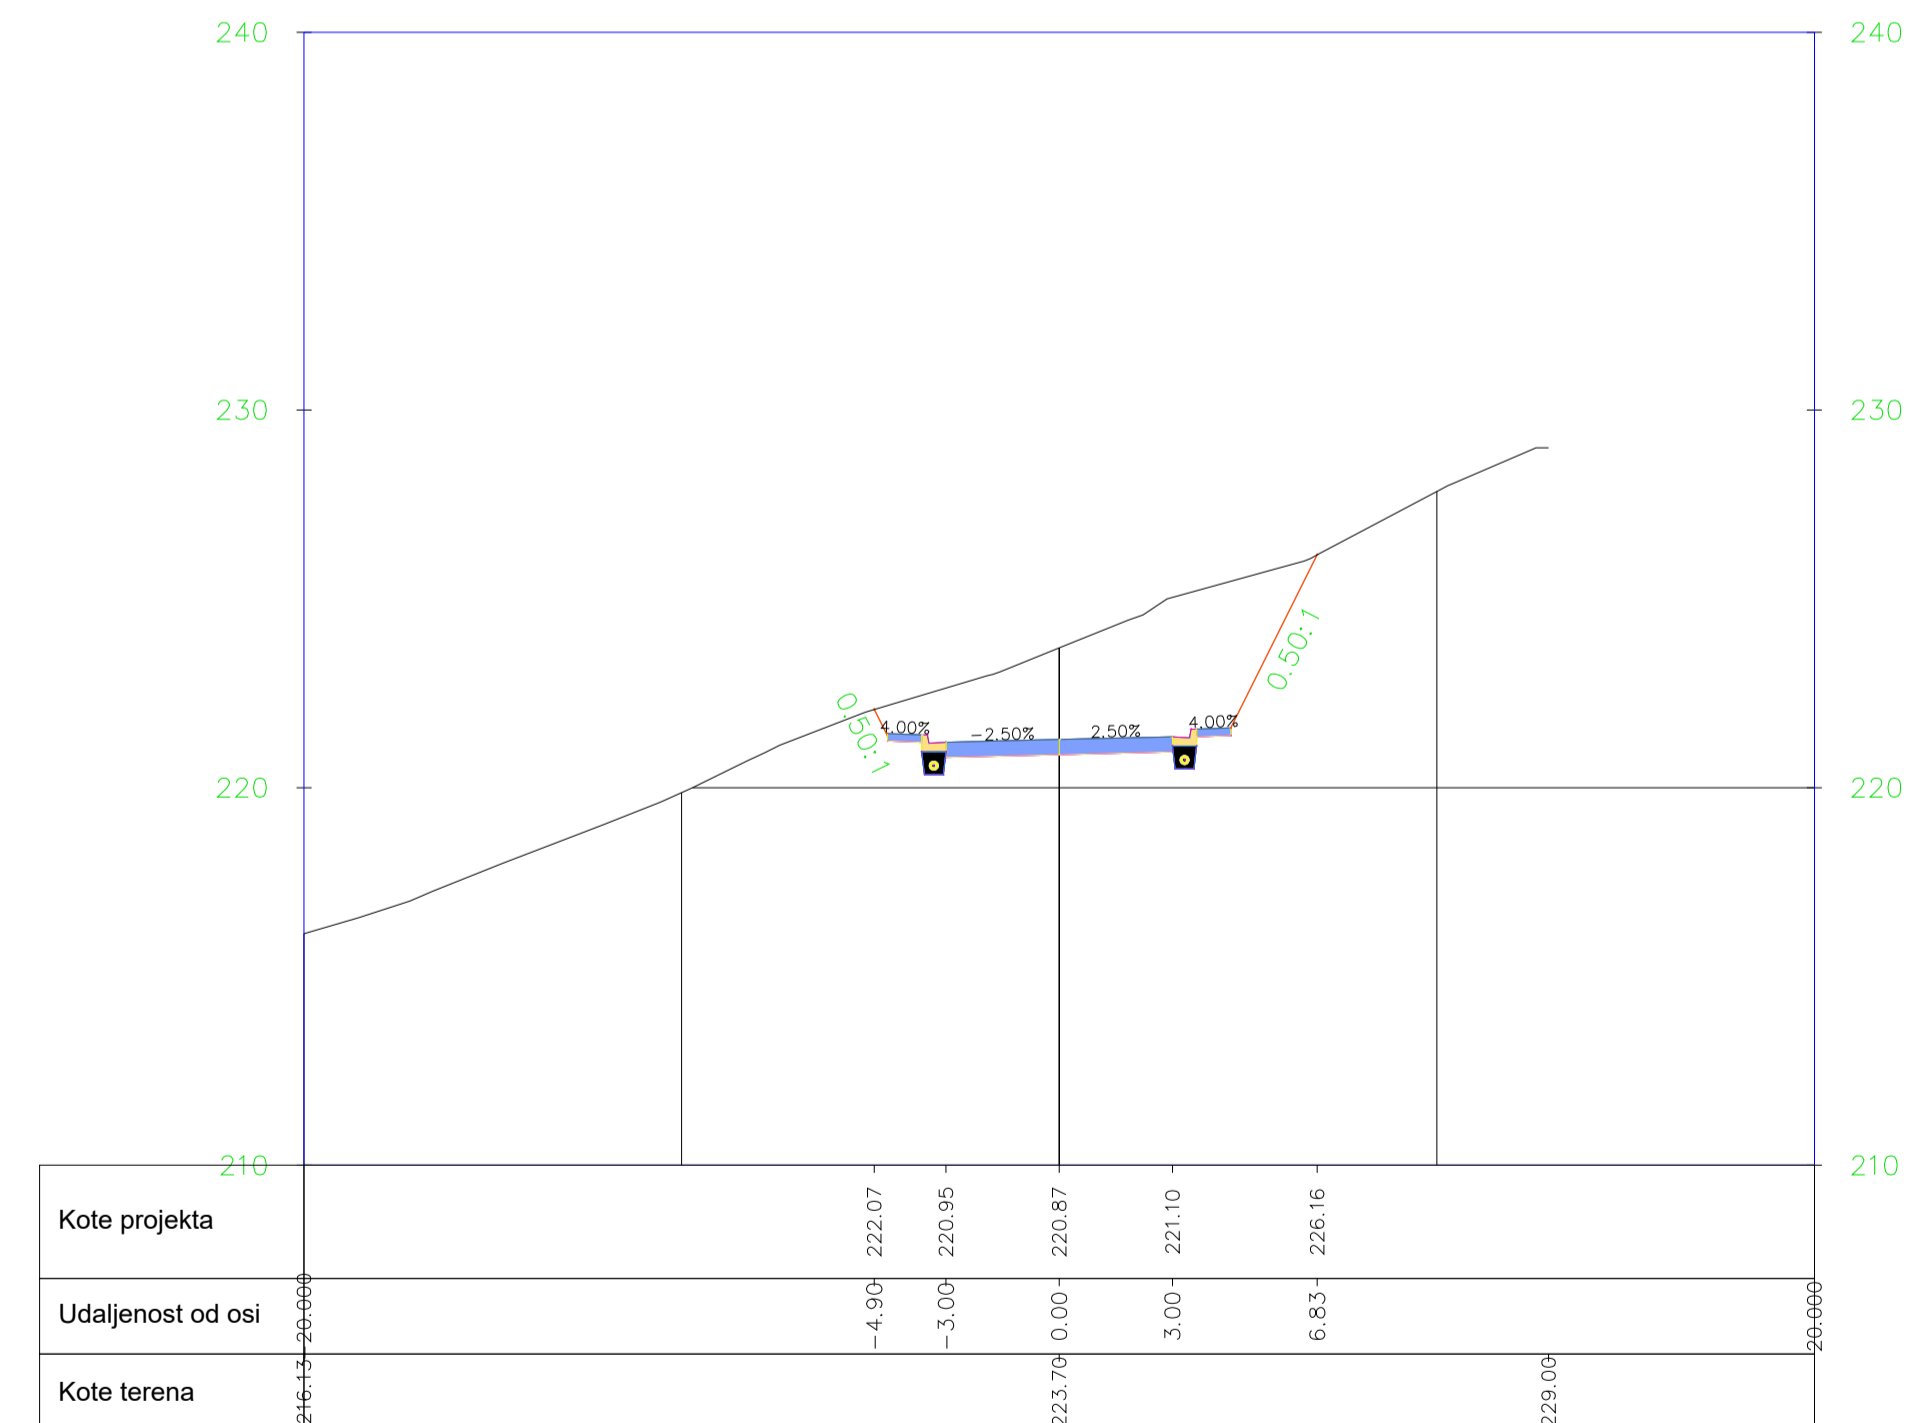 240 240
230 230
0.50:1
0.50:1
4.00% -2.50% 2.50% 4.00%
220 220
210 210
Kote projekta 222.07 220.95 220.87 221.10 226.16
Udaljenost od osi -20.000 -4.90 -3.00 0.00 3.00 6.83 20.000
Kote terena 216.13 223.70 229.00